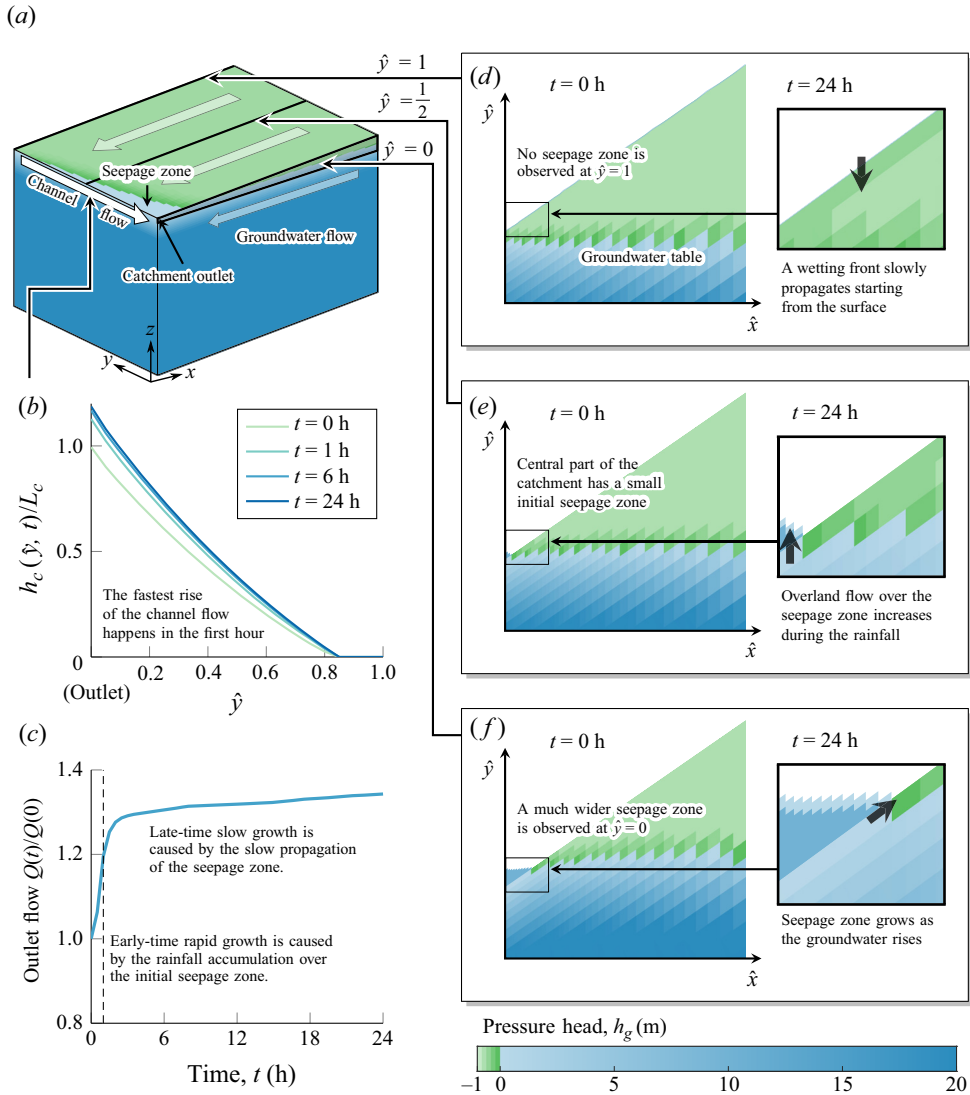 (a)
ŷ = 1
ŷ = 1/2
ŷ = 0
Seepage zone
Channel
flow
Groundwater flow
Catchment outlet
z
y
x
(b)
t = 0 h
t = 1 h
t = 6 h
t = 24 h
h_c (ŷ, t)/L_c
1.0
0.5
0
The fastest rise
of the channel flow
happens in the first hour
0.2
0.4
0.6
0.8
1.0
(Outlet)
ŷ
(c)
Outlet flow Q(t)/Q(0)
1.4
1.2
1.0
0.8
Late-time slow growth is
caused by the slow propagation
of the seepage zone.
Early-time rapid growth is caused
by the rainfall accumulation over
the initial seepage zone.
0
6
12
18
24
Time, t (h)
(d)
t = 0 h
t = 24 h
ŷ
No seepage zone is
observed at ŷ = 1
Groundwater table
x̂
A wetting front slowly
propagates starting
from the surface
(e)
t = 0 h
t = 24 h
ŷ
Central part of the
catchment has a small
initial seepage zone
x̂
Overland flow over the
seepage zone increases
during the rainfall
(f)
t = 0 h
t = 24 h
ŷ
A much wider seepage zone
is observed at ŷ = 0
x̂
Seepage zone grows as
the groundwater rises
Pressure head, h_g (m)
−1 0 5 10 15 20